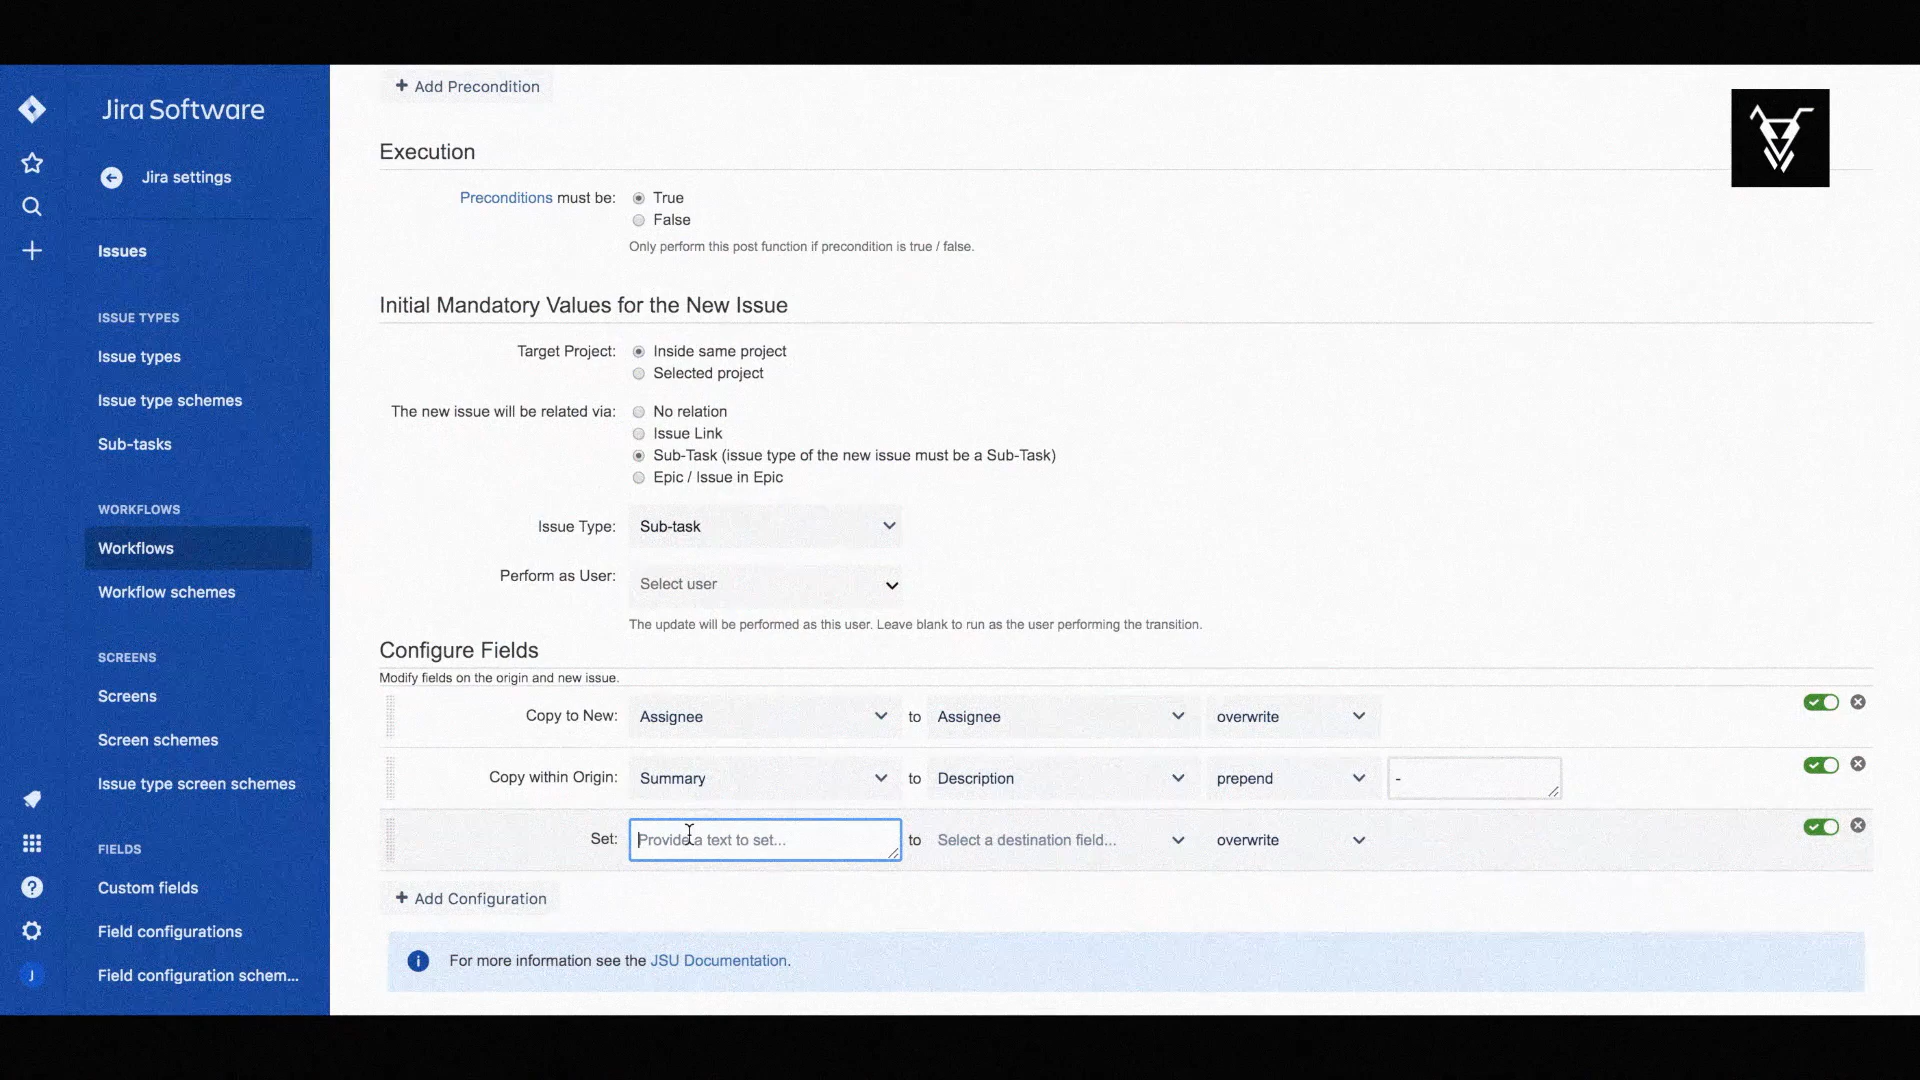 Jira Software
Jira settings
Issues
ISSUE TYPES
Issue types
Issue type schemes
Sub-tasks
WORKFLOWS
Workflows
Workflow schemes
SCREENS
Screens
Screen schemes
Issue type screen schemes
FIELDS
Custom fields
Field configurations
Field configuration schem...
J
+ Add Precondition
Execution
Preconditions must be: True
False
Only perform this post function if precondition is true / false.
Initial Mandatory Values for the New Issue
Target Project: Inside same project
Selected project
The new issue will be related via: No relation
Issue Link
Sub-Task (issue type of the new issue must be a Sub-Task)
Epic / Issue in Epic
Issue Type: Sub-task
Perform as User: Select user
The update will be performed as this user. Leave blank to run as the user performing the transition.
Configure Fields
Modify fields on the origin and new issue.
Copy to New: Assignee to Assignee overwrite
Copy within Origin: Summary to Description prepend -
Set: Provide a text to set... to Select a destination field... overwrite
+ Add Configuration
For more information see the JSU Documentation.